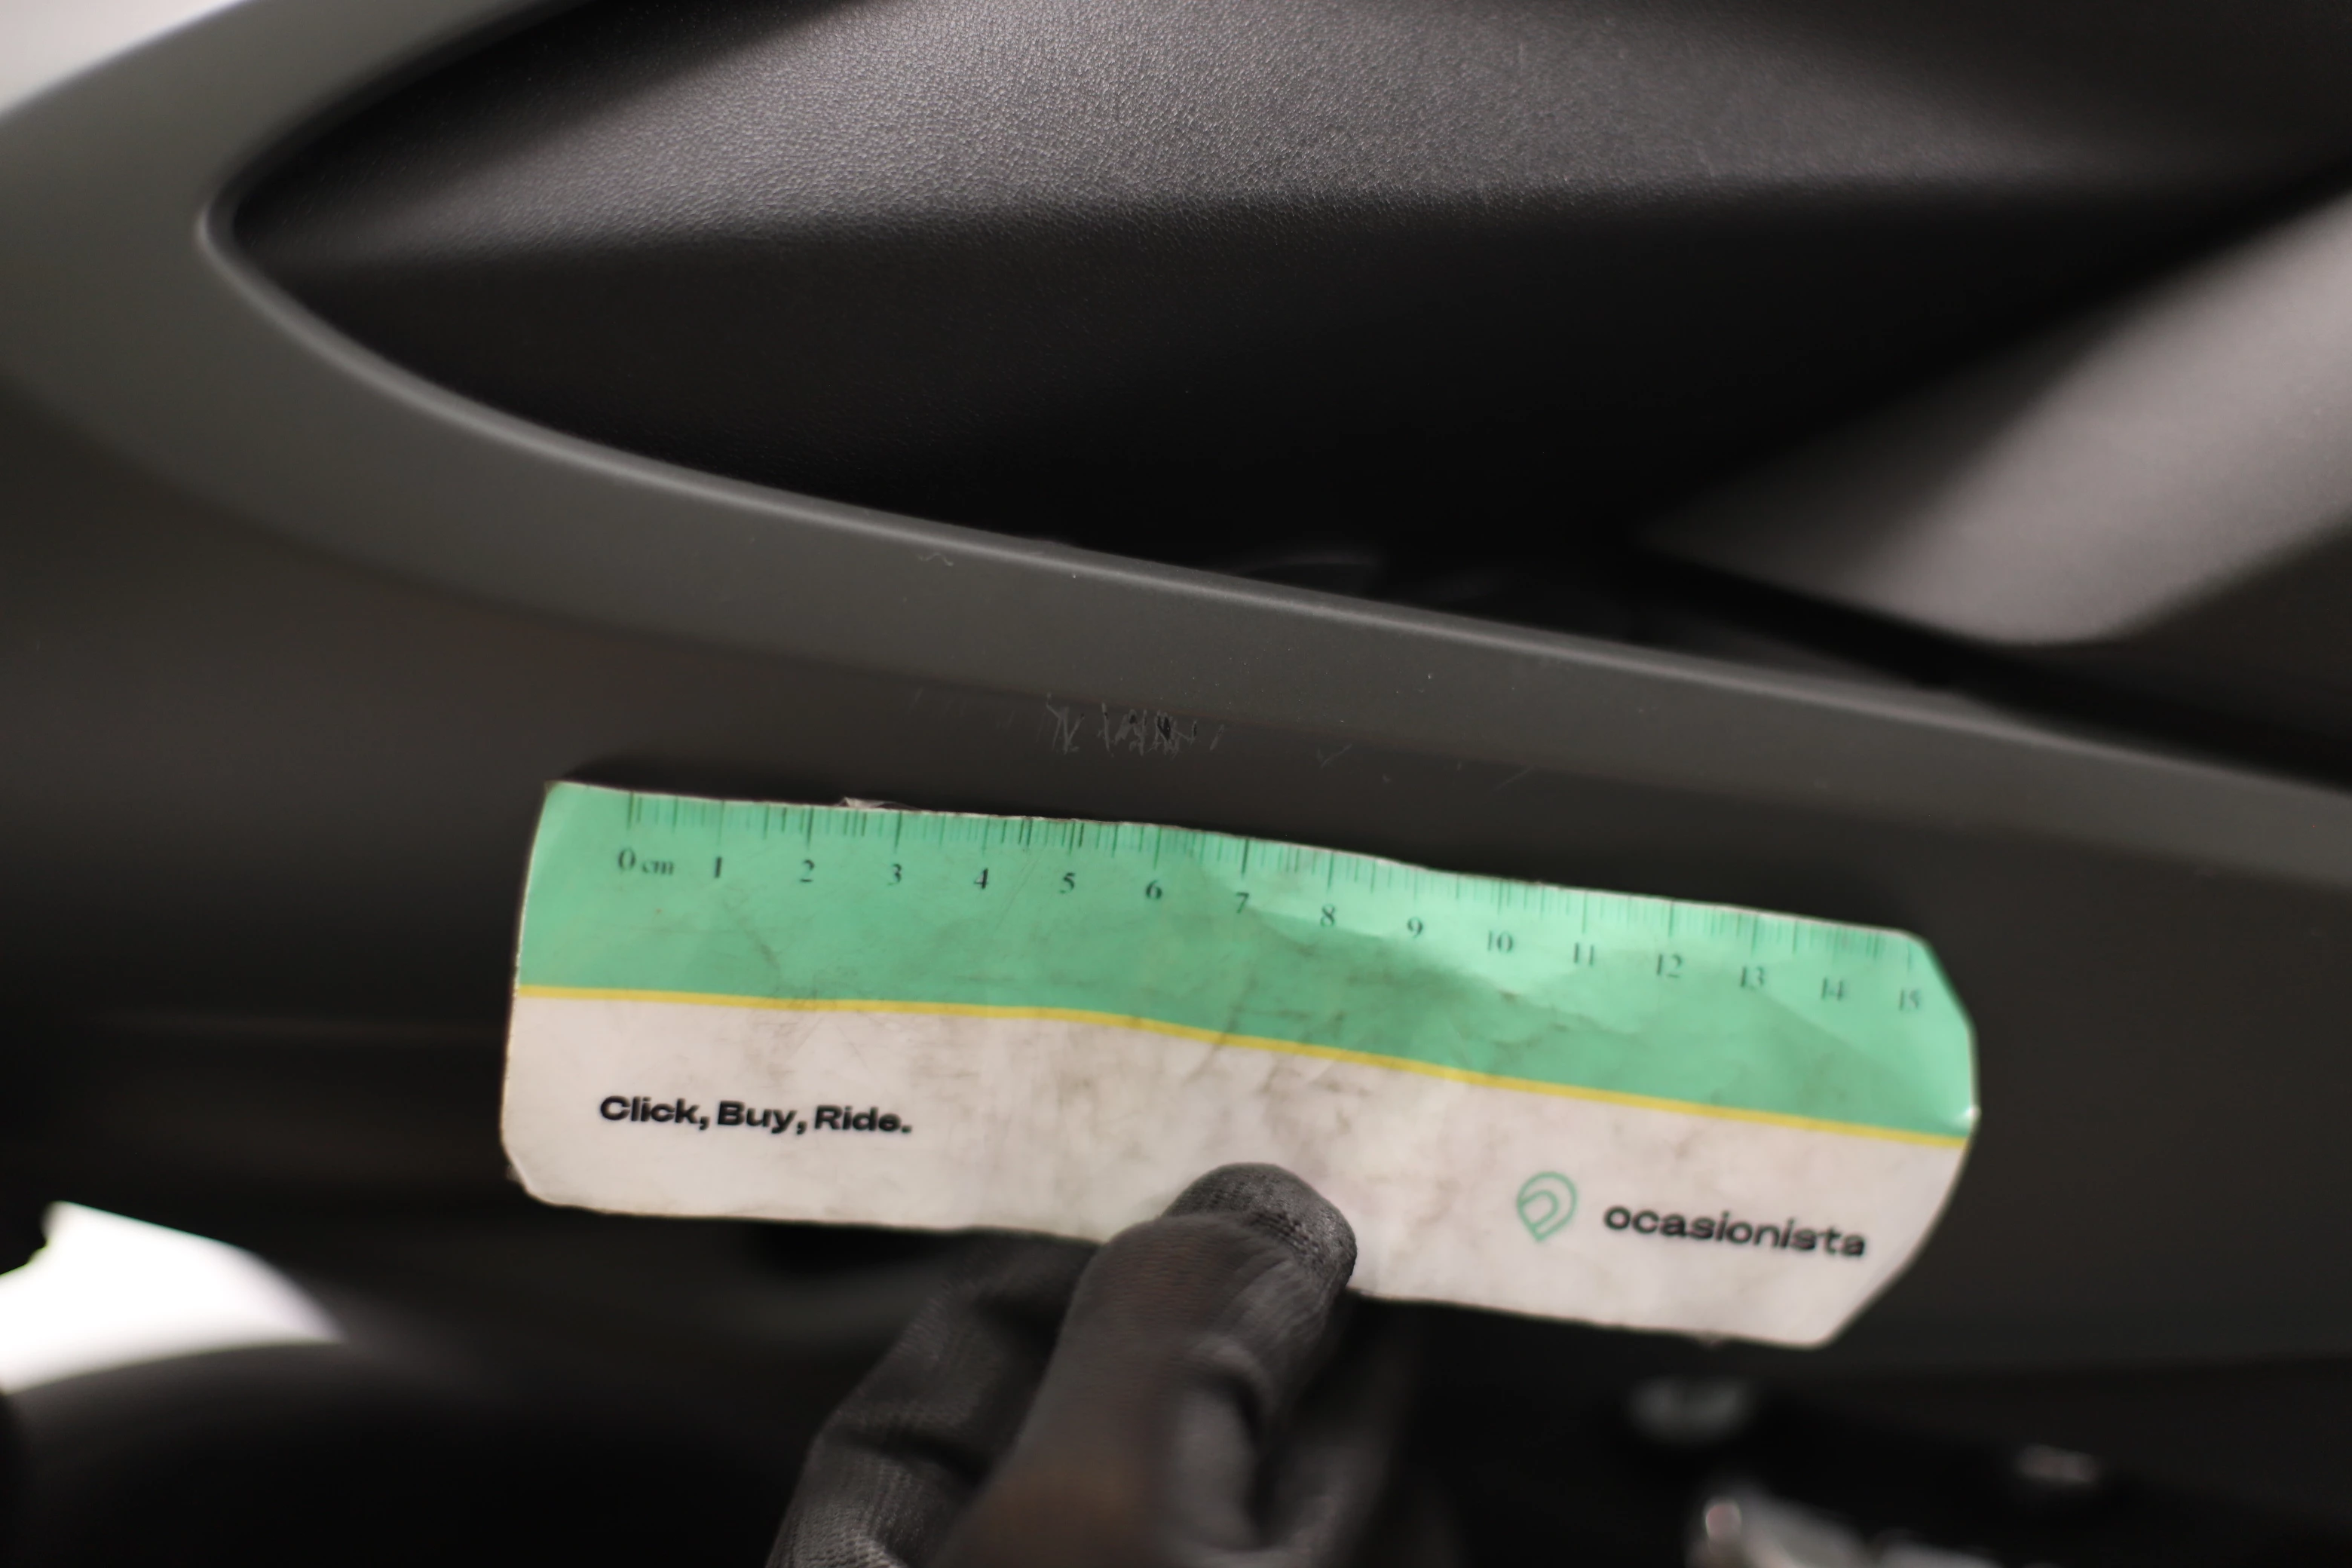 0 cm 1 2 3 4 5 6 7 8 9 10 11 12 13 14 15
Click, Buy, Ride.
ocasionista